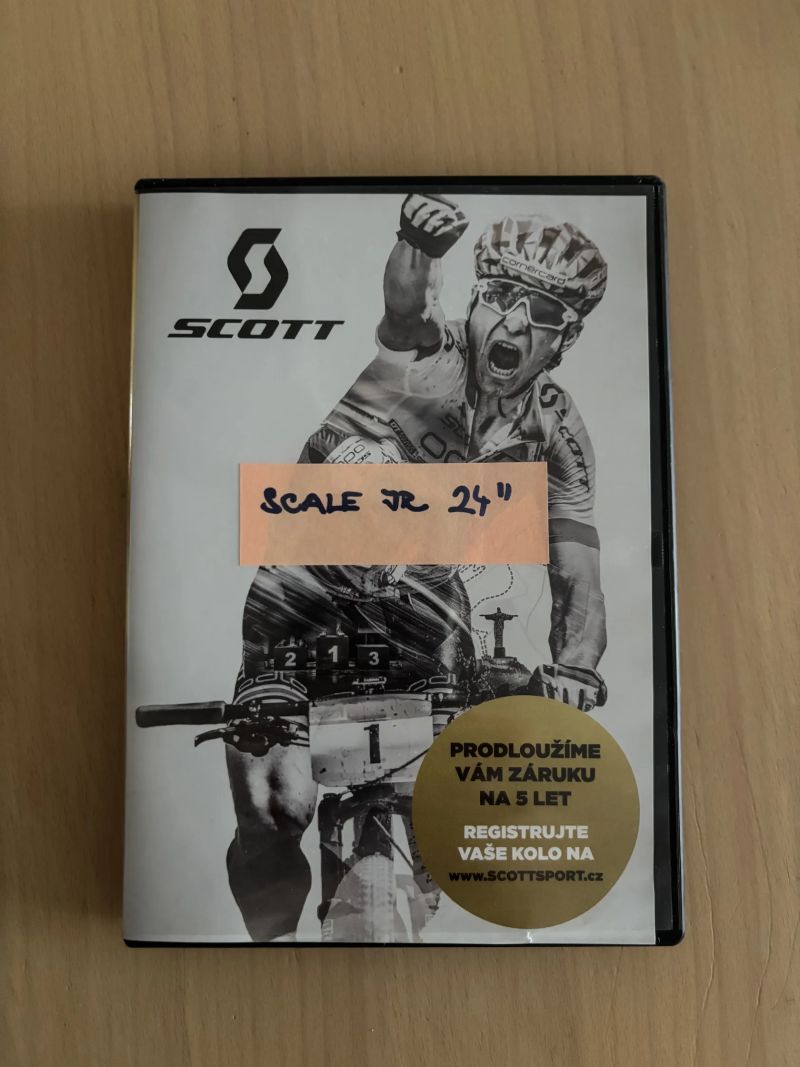 SCOTT
cornercard
SCOTT
SCALE JR 24"
2 1 3
1
PRODLOUŽÍME
VÁM ZÁRUKU
NA 5 LET
REGISTRUJTE
VAŠE KOLO NA
www.SCOTTSPORT.cz